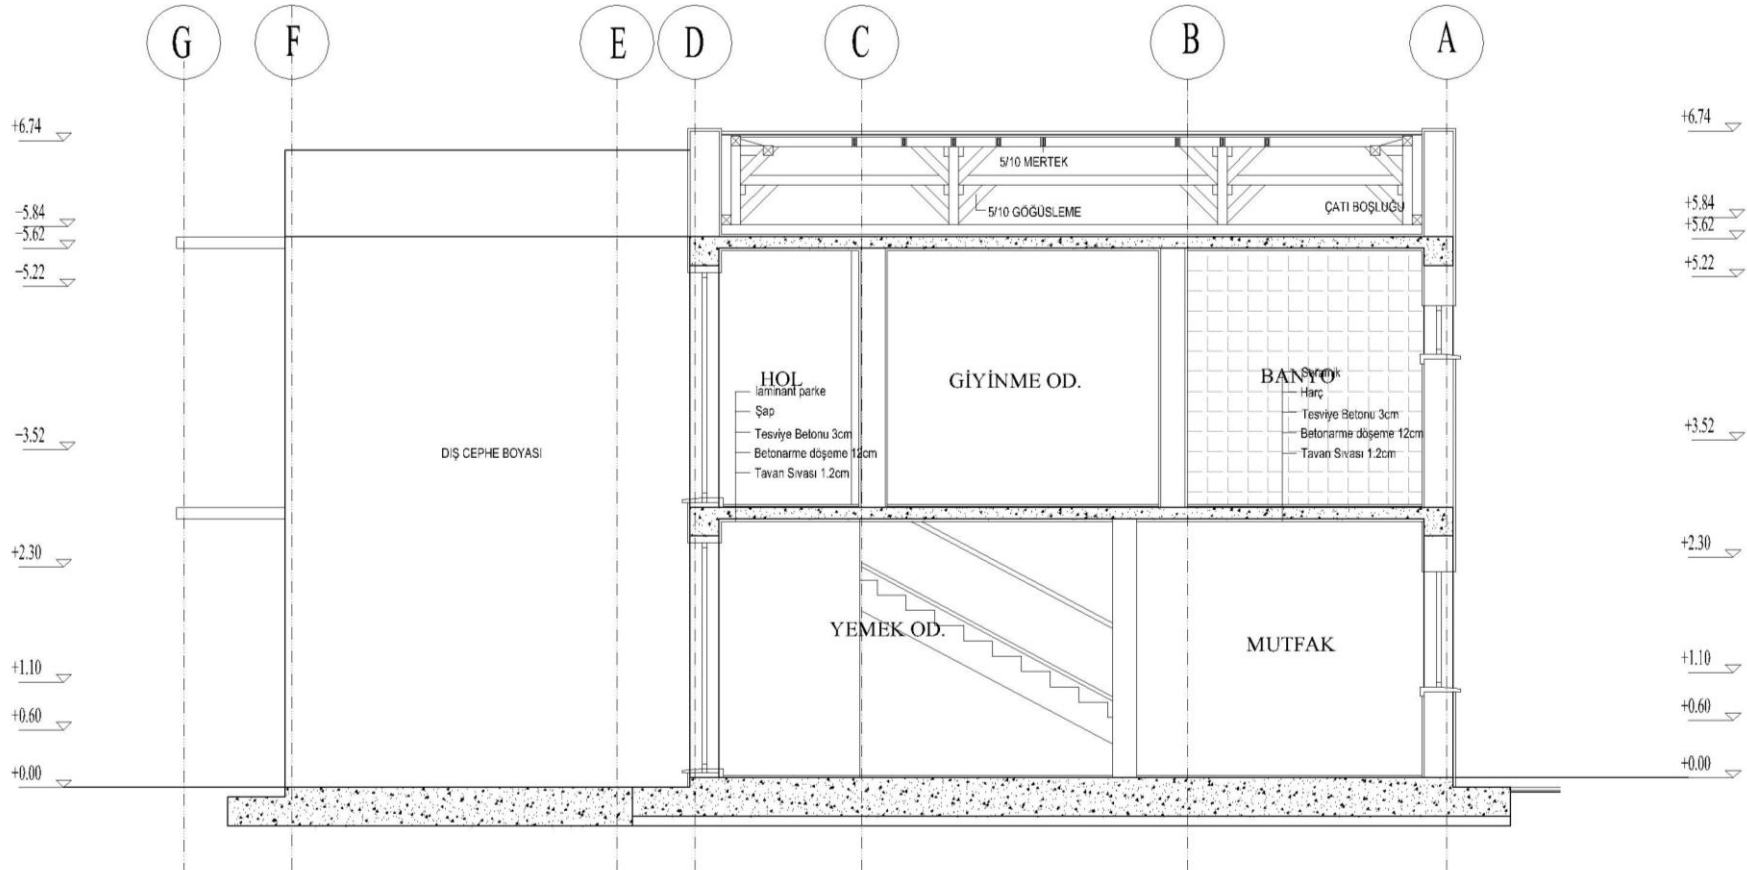 G F E D C B A
+6.74 +6.74
5/10 MERTEK
5/10 GÖĞÜSLEME ÇATI BOŞLUĞU
−5.84 +5.84
−5.62 +5.62
−5.22 +5.22
HOL GİYİNME OD. BANYO
laminant parke Seramik
Şap Harç
Tesviye Betonu 3cm Tesviye Betonu 3cm
Betonarme döşeme 12cm Betonarme döşeme 12cm
Tavan Sıvası 1.2cm Tavan Sıvası 1.2cm
−3.52 +3.52
DIŞ CEPHE BOYASI
+2.30 +2.30
YEMEK OD. MUTFAK
+1.10 +1.10
+0.60 +0.60
+0.00 +0.00